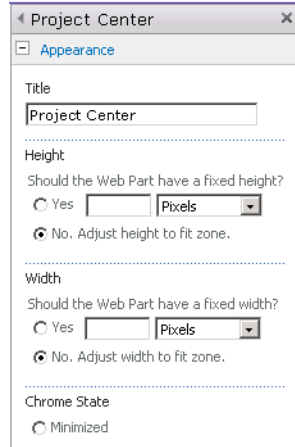 Project Center
Appearance
Title
Project Center
Height
Should the Web Part have a fixed height?
Yes Pixels
No. Adjust height to fit zone.
Width
Should the Web Part have a fixed width?
Yes Pixels
No. Adjust width to fit zone.
Chrome State
Minimized